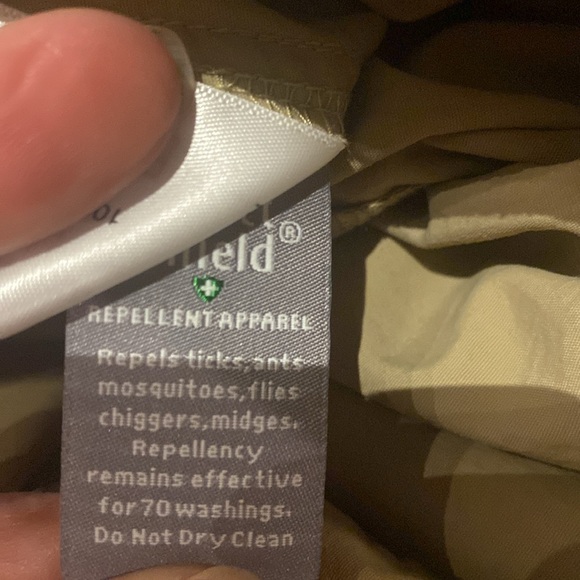 10
REPELLENT APPAREL
Repels ticks,ants
mosquitoes,flies
chiggers,midges.
Repellency
remains effective
for 70 washings.
Do Not Dry Clean